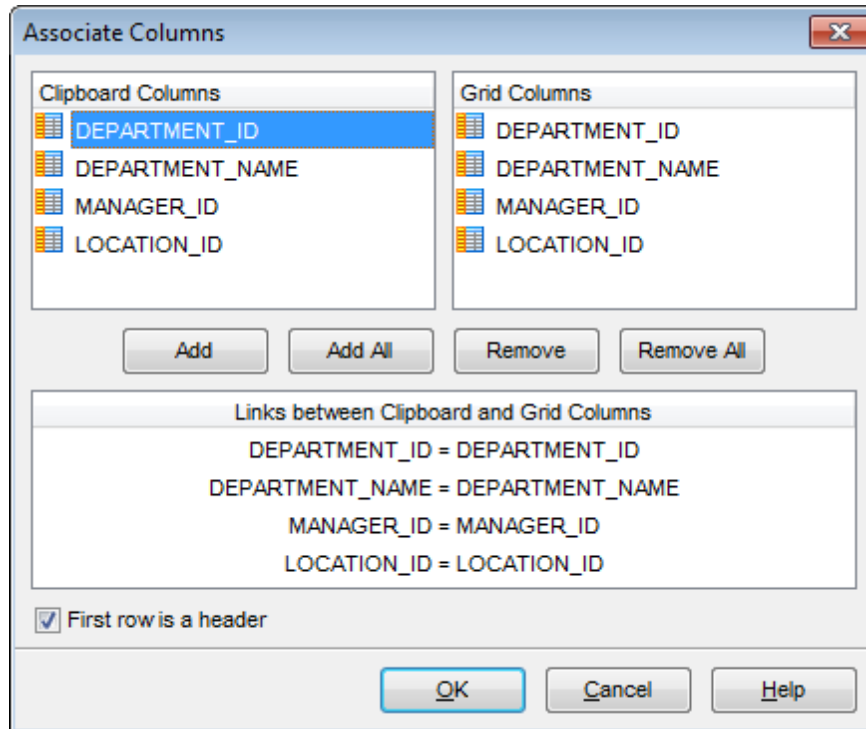 Associate Columns
Clipboard Columns
DEPARTMENT_ID
DEPARTMENT_NAME
MANAGER_ID
LOCATION_ID
Grid Columns
DEPARTMENT_ID
DEPARTMENT_NAME
MANAGER_ID
LOCATION_ID
Add Add All Remove Remove All
Links between Clipboard and Grid Columns
DEPARTMENT_ID = DEPARTMENT_ID
DEPARTMENT_NAME = DEPARTMENT_NAME
MANAGER_ID = MANAGER_ID
LOCATION_ID = LOCATION_ID
First row is a header
OK Cancel Help